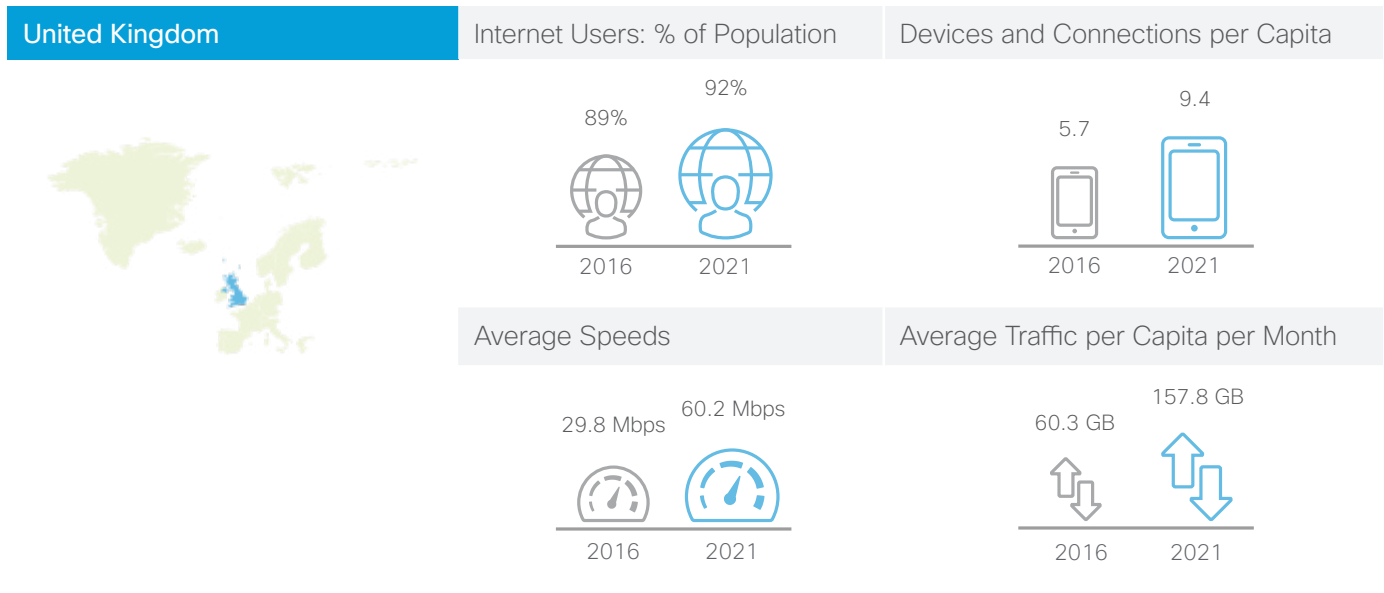 United Kingdom
Internet Users: % of Population
Devices and Connections per Capita
89%
92%
2016
2021
5.7
9.4
2016
2021
Average Speeds
Average Traffic per Capita per Month
29.8 Mbps
60.2 Mbps
2016
2021
60.3 GB
157.8 GB
2016
2021